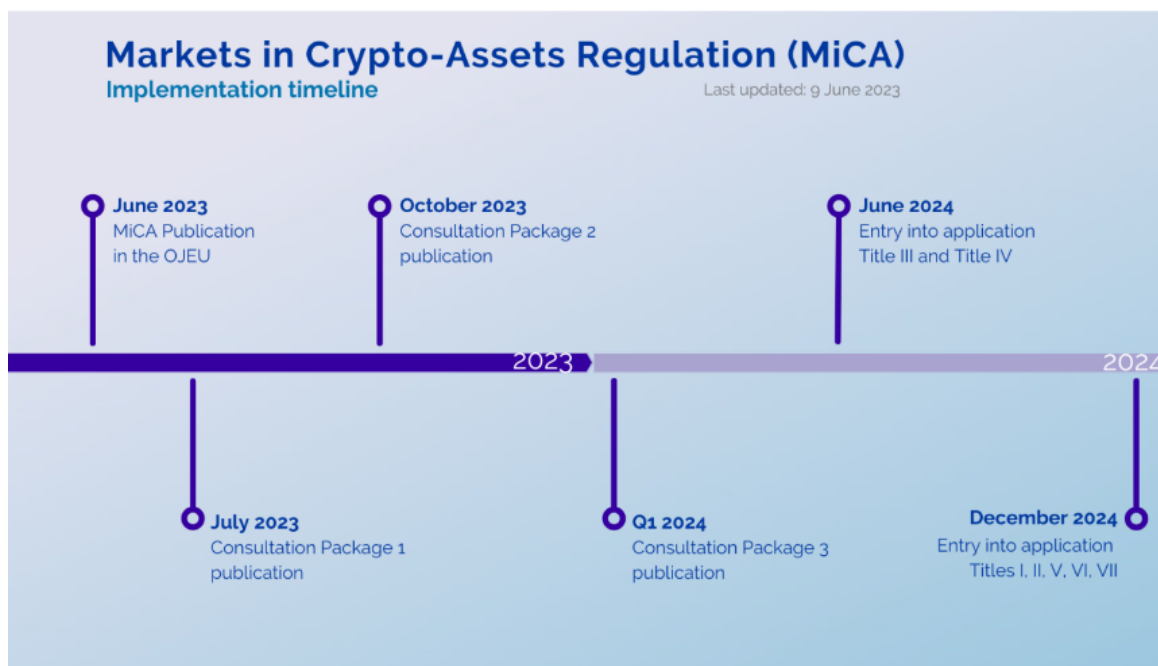 Markets in Crypto-Assets Regulation (MiCA)
Implementation timeline
Last updated: 9 June 2023
June 2023
MiCA Publication
in the OJEU
October 2023
Consultation Package 2
publication
June 2024
Entry into application
Title III and Title IV
2023
2024
July 2023
Consultation Package 1
publication
Q1 2024
Consultation Package 3
publication
December 2024
Entry into application
Titles I, II, V, VI, VII